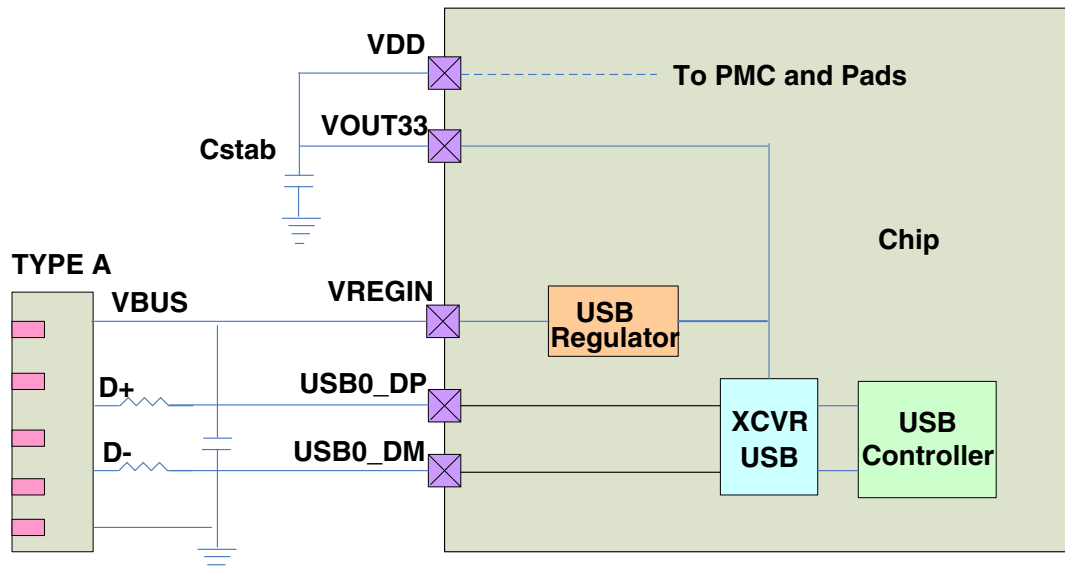 VDD
To PMC and Pads
VOUT33
Cstab
Chip
TYPE A
VBUS
VREGIN
USB
Regulator
D+
USB0_DP
XCVR
USB
USB
Controller
D-
USB0_DM